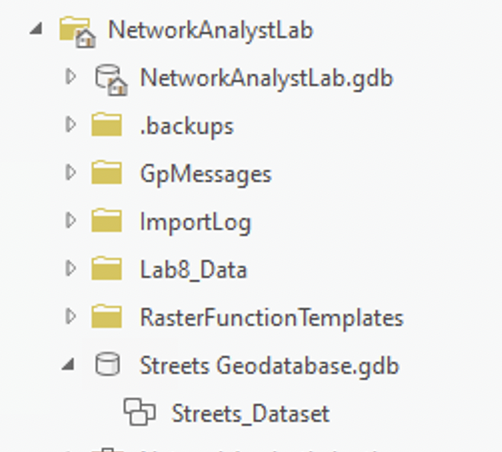 NetworkAnalystLab
NetworkAnalystLab.gdb
.backups
GpMessages
ImportLog
Lab8_Data
RasterFunctionTemplates
Streets Geodatabase.gdb
Streets_Dataset